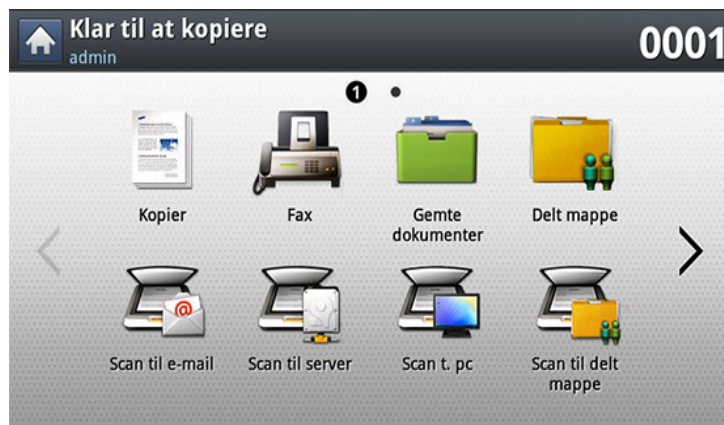 Klar til at kopiere
admin
0001
1
Kopier
Fax
Gemte
dokumenter
Delt mappe
@
Scan til e-mail
Scan til server
Scan t. pc
Scan til delt
mappe